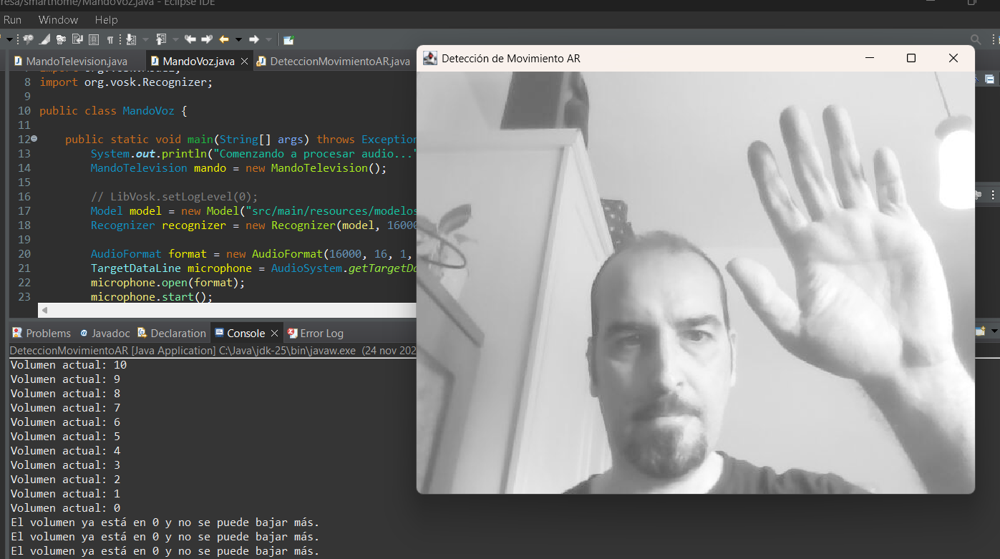 resa/smarthome/MandoVoz.java - Eclipse IDE
Run Window Help
MandoTelevision.java MandoVoz.java DeteccionMovimientoAR.java
8 import org.vosk.Recognizer;
9
10 public class MandoVoz {
11
12 public static void main(String[] args) throws Exception
13 System.out.println("Comenzando a procesar audio..."
14 MandoTelevision mando = new MandoTelevision();
15
16 // LibVosk.setLogLevel(0);
17 Model model = new Model("src/main/resources/modelos
18 Recognizer recognizer = new Recognizer(model, 16000
19
20 AudioFormat format = new AudioFormat(16000, 16, 1,
21 TargetDataLine microphone = AudioSystem.getTargetDa
22 microphone.open(format);
23 microphone.start();
Problems Javadoc Declaration Console Error Log
DeteccionMovimientoAR [Java Application] C:\Java\jdk-25\bin\javaw.exe (24 nov 202
Volumen actual: 10
Volumen actual: 9
Volumen actual: 8
Volumen actual: 7
Volumen actual: 6
Volumen actual: 5
Volumen actual: 4
Volumen actual: 3
Volumen actual: 2
Volumen actual: 1
Volumen actual: 0
El volumen ya está en 0 y no se puede bajar más.
El volumen ya está en 0 y no se puede bajar más.
El volumen ya está en 0 y no se puede bajar más.
Detección de Movimiento AR